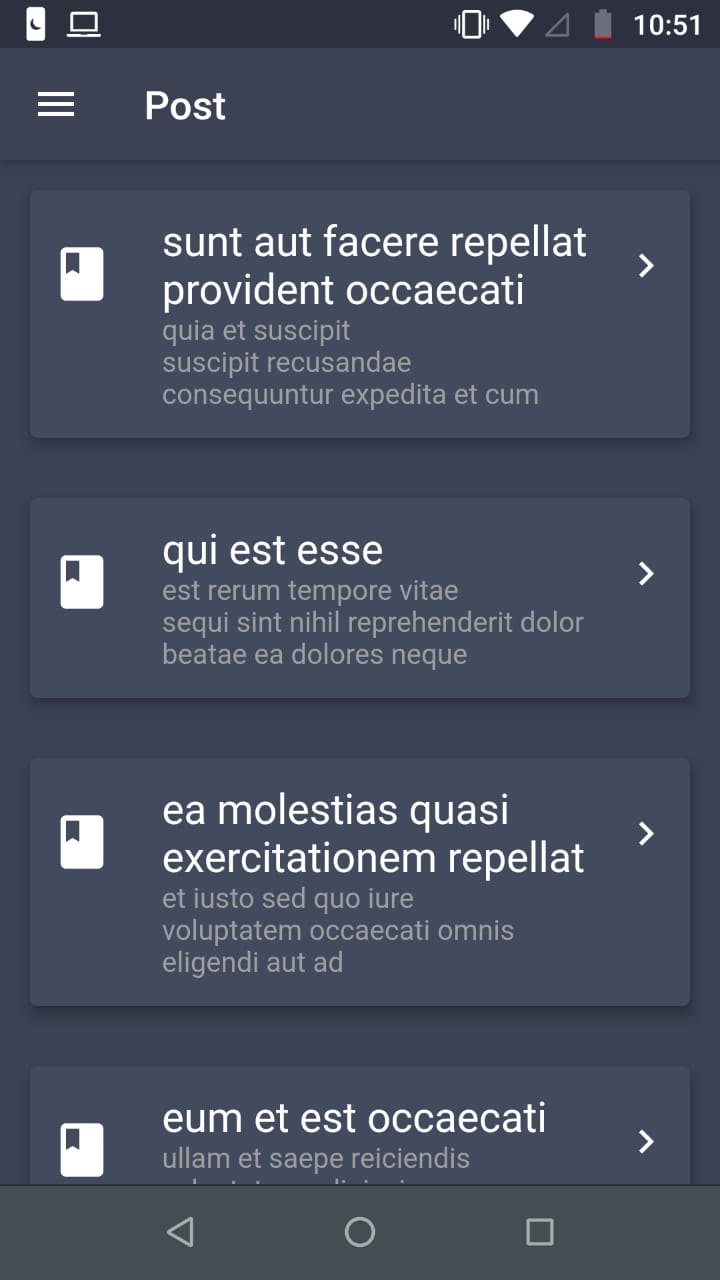 10:51
Post
sunt aut facere repellat
provident occaecati
quia et suscipit
suscipit recusandae
consequuntur expedita et cum
qui est esse
est rerum tempore vitae
sequi sint nihil reprehenderit dolor
beatae ea dolores neque
ea molestias quasi
exercitationem repellat
et iusto sed quo iure
voluptatem occaecati omnis
eligendi aut ad
eum et est occaecati
ullam et saepe reiciendis